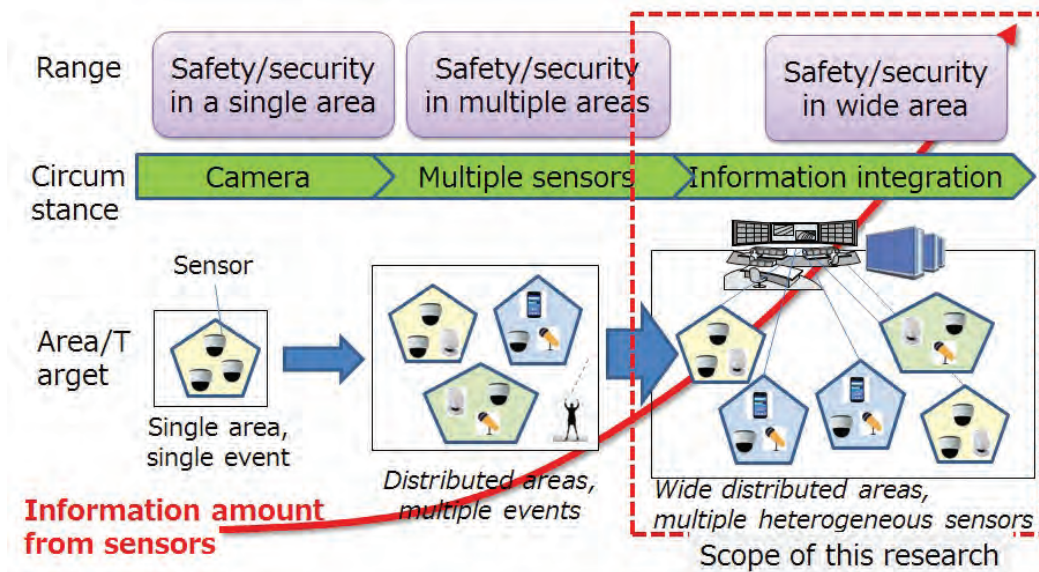 Range
Safety/security
in a single area
Safety/security
in multiple areas
Safety/security
in wide area
Circum
stance
Camera
Multiple sensors
Information integration
Sensor
Area/T
arget
Single area,
single event
Distributed areas,
multiple events
Wide distributed areas,
multiple heterogeneous sensors
Information amount
from sensors
Scope of this research